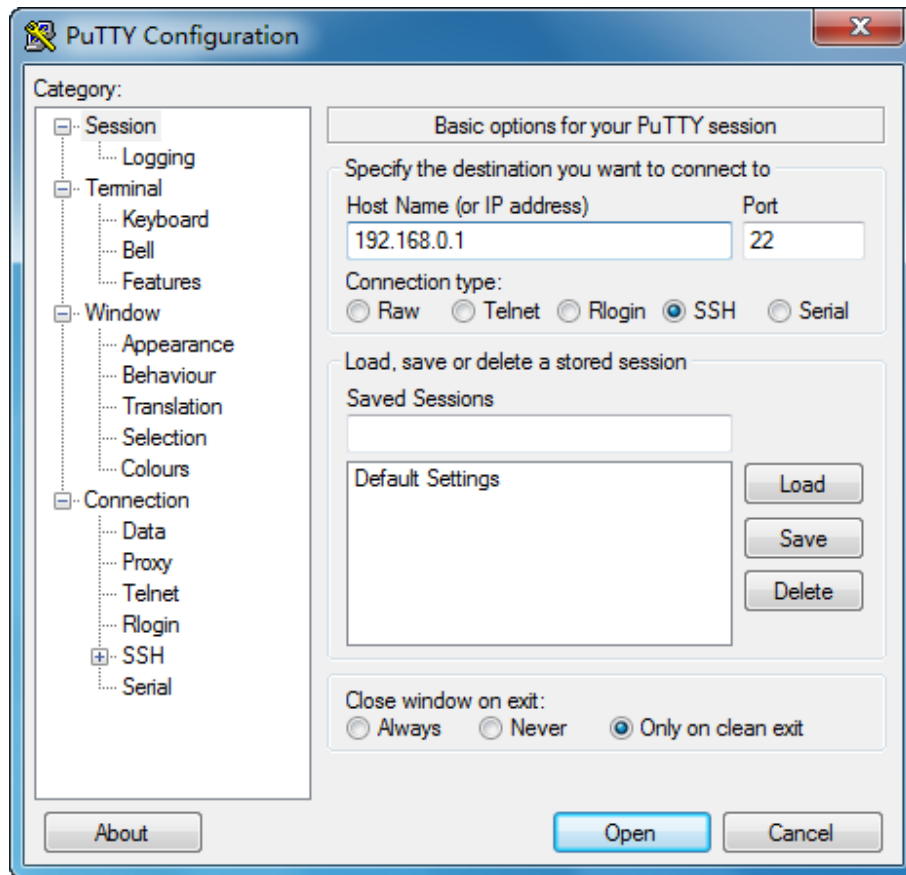 PuTTY Configuration
Category:
Session
Logging
Terminal
Keyboard
Bell
Features
Window
Appearance
Behaviour
Translation
Selection
Colours
Connection
Data
Proxy
Telnet
Rlogin
SSH
Serial
Basic options for your PuTTY session
Specify the destination you want to connect to
Host Name (or IP address) Port
192.168.0.1 22
Connection type:
Raw Telnet Rlogin SSH Serial
Load, save or delete a stored session
Saved Sessions
Default Settings
Load
Save
Delete
Close window on exit:
Always Never Only on clean exit
About Open Cancel